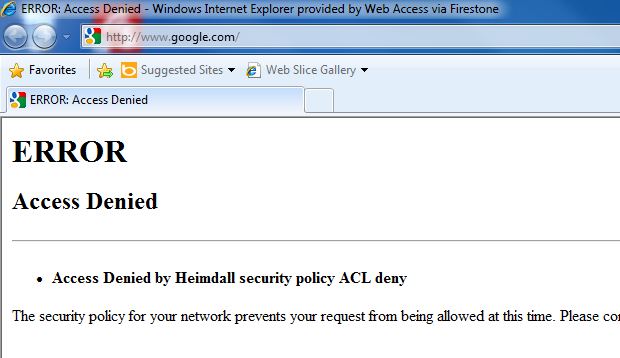 ERROR: Access Denied - Windows Internet Explorer provided by Web Access via Firestone
http://www.google.com/
Favorites Suggested Sites Web Slice Gallery
ERROR: Access Denied
ERROR
Access Denied
Access Denied by Heimdall security policy ACL deny
The security policy for your network prevents your request from being allowed at this time. Please